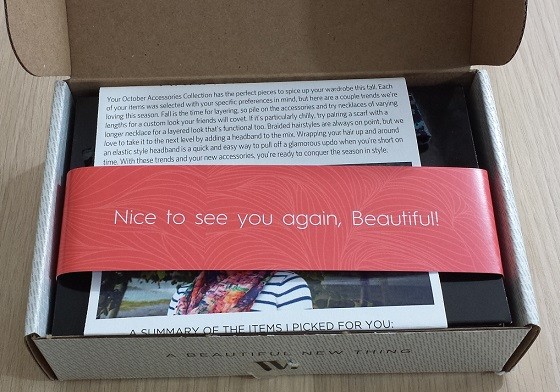 Your October Accessories Collection has the perfect pieces to spice up your wardrobe this fall. Each
of your items was selected with your specific preferences in mind, but here are a couple trends we're
loving this season. Fall is the time for layering, so pile on the accessories and try necklaces of varying
lengths for a custom look your friends will covet. If it's particularly chilly, try pairing a scarf with a
longer necklace for a layered look that's functional too. Braided hairstyles are always on point, but we
love to take it to the next level by adding a headband to the mix. Wrapping your hair up and around
an elastic style headband is a quick and easy way to pull off a glamorous updo when you're short on
time. With these trends and your new accessories, you're ready to conquer the season in style.
Nice to see you again, Beautiful!
A SUMMARY OF THE ITEMS I PICKED FOR YOU:
A BEAUTIFUL NEW THING
W